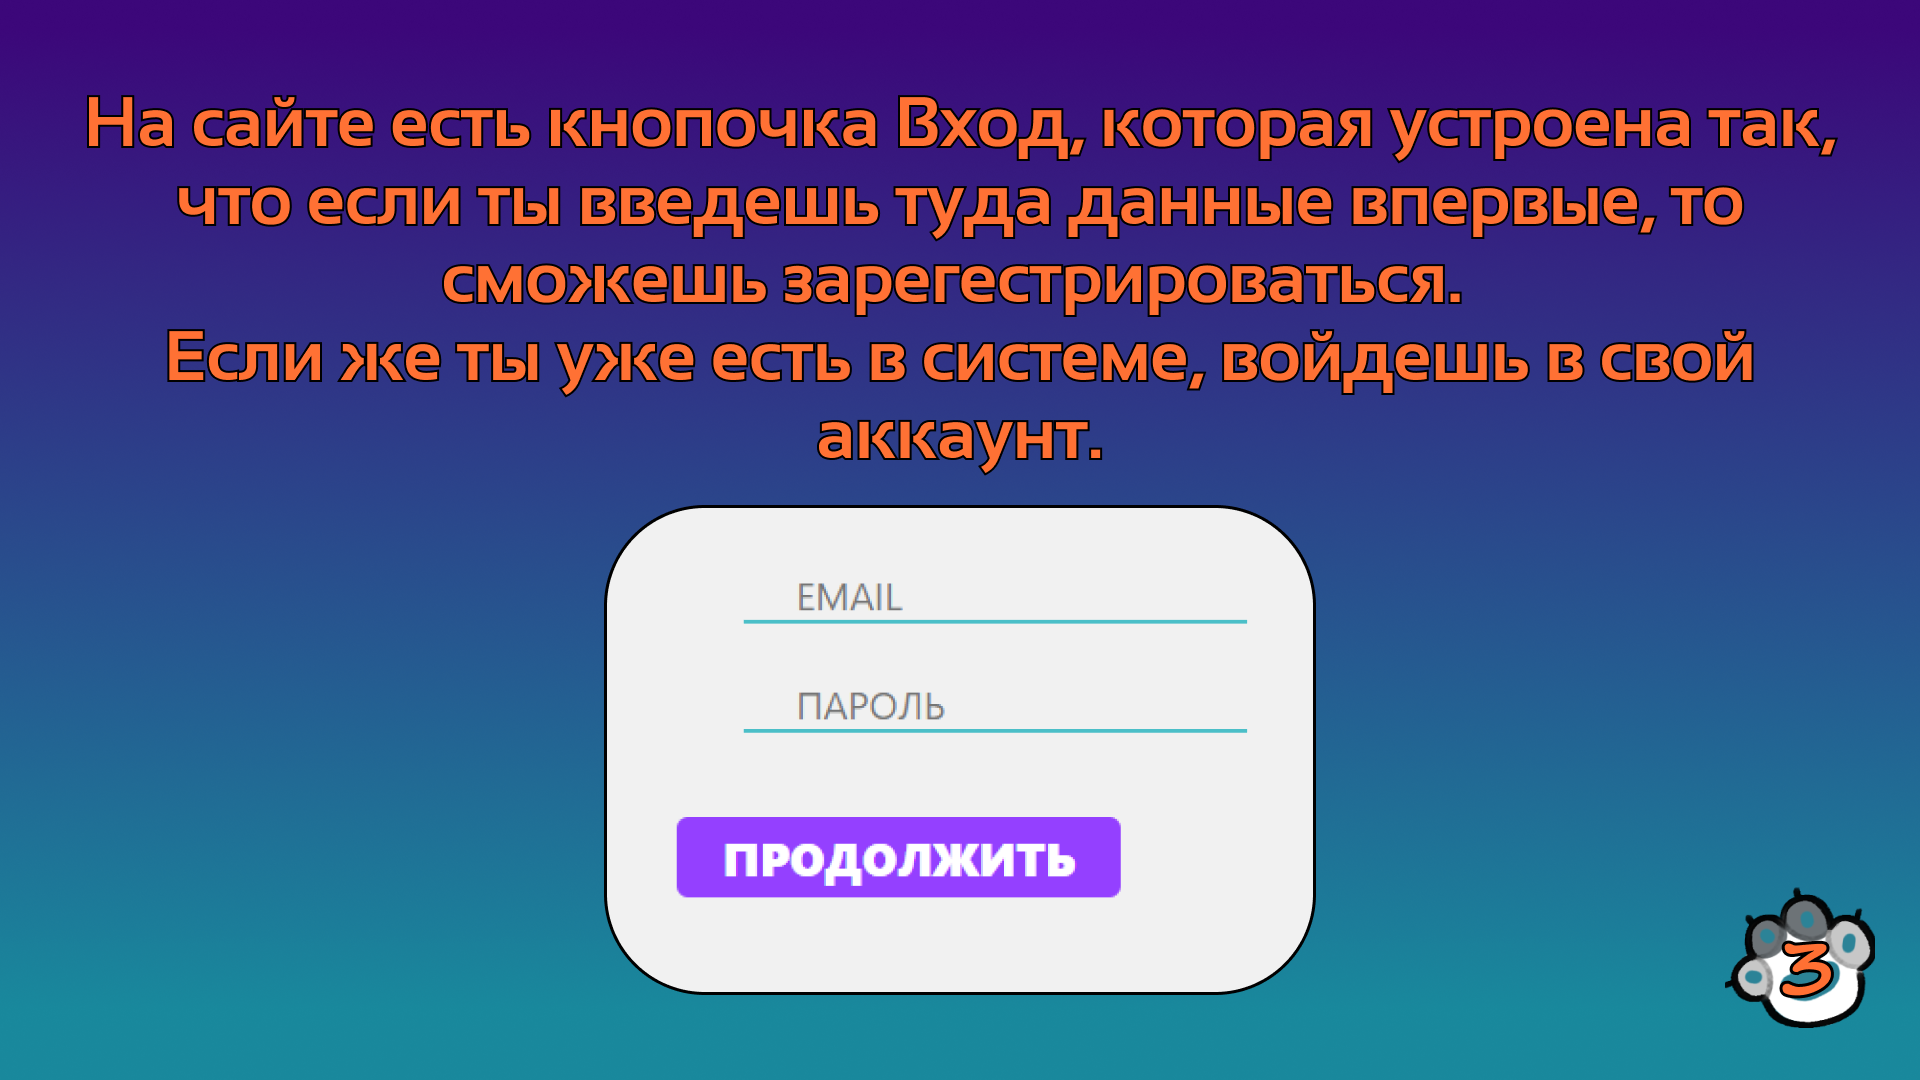 На сайте есть кнопочка Вход, которая устроена так,
что если ты введешь туда данные впервые, то
сможешь зарегестрироваться.
Если же ты уже есть в системе, войдешь в свой
аккаунт.
EMAIL
ПАРОЛЬ
ПРОДОЛЖИТЬ
3